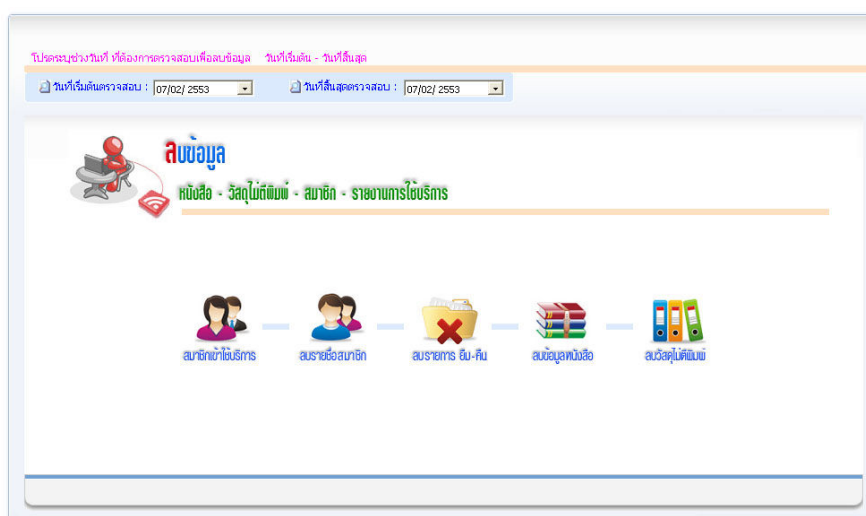 โปรดระบุช่วงวันที่ ที่ต้องการตรวจสอบเพื่อลบข้อมูล วันที่เริ่มต้น - วันที่สิ้นสุด
วันที่เริ่มต้นตรวจสอบ : 07/02/ 2553 วันที่สิ้นสุดตรวจสอบ : 07/02/ 2553
ลบข้อมูล
หนังสือ - วัสดุไม่ตีพิมพ์ - สมาชิก - รายงานการใช้บริการ
สมาชิกเข้าใช้บริการ ลบรายชื่อสมาชิก ลบรายการ ยืม-คืน ลบข้อมูลหนังสือ ลบวัสดุไม่ตีพิมพ์